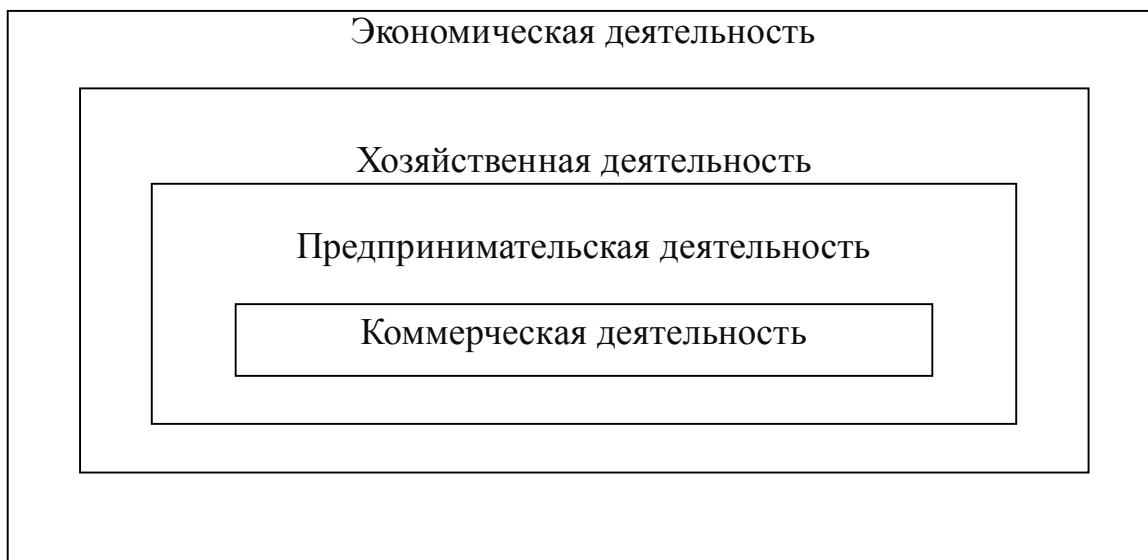 Экономическая деятельность
Хозяйственная деятельность
Предпринимательская деятельность
Коммерческая деятельность